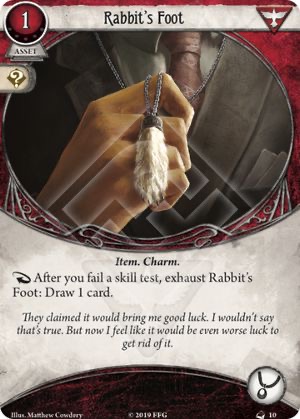 1
Rabbit's Foot
ASSET
?
Item. Charm.
After you fail a skill test, exhaust Rabbit's
Foot: Draw 1 card.
They claimed it would bring me good luck. I wouldn't say
that's true. But now I feel like it would be even worse luck to
get rid of it.
Illus. Matthew Cowdery
© 2019 FFG
10